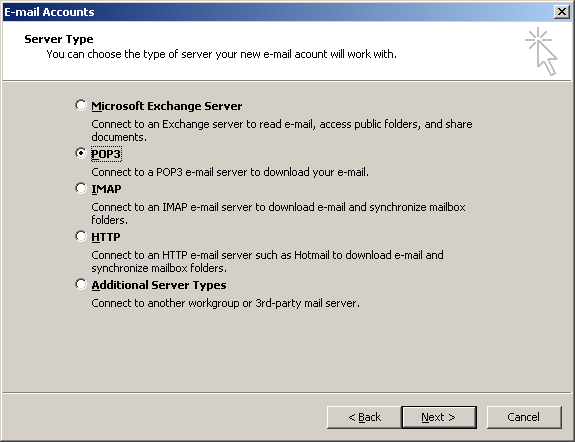 E-mail Accounts
Server Type
You can choose the type of server your new e-mail acount will work with.
Microsoft Exchange Server
Connect to an Exchange server to read e-mail, access public folders, and share
documents.
POP3
Connect to a POP3 e-mail server to download your e-mail.
IMAP
Connect to an IMAP e-mail server to download e-mail and synchronize mailbox
folders.
HTTP
Connect to an HTTP e-mail server such as Hotmail to download e-mail and
synchronize mailbox folders.
Additional Server Types
Connect to another workgroup or 3rd-party mail server.
< Back Next > Cancel